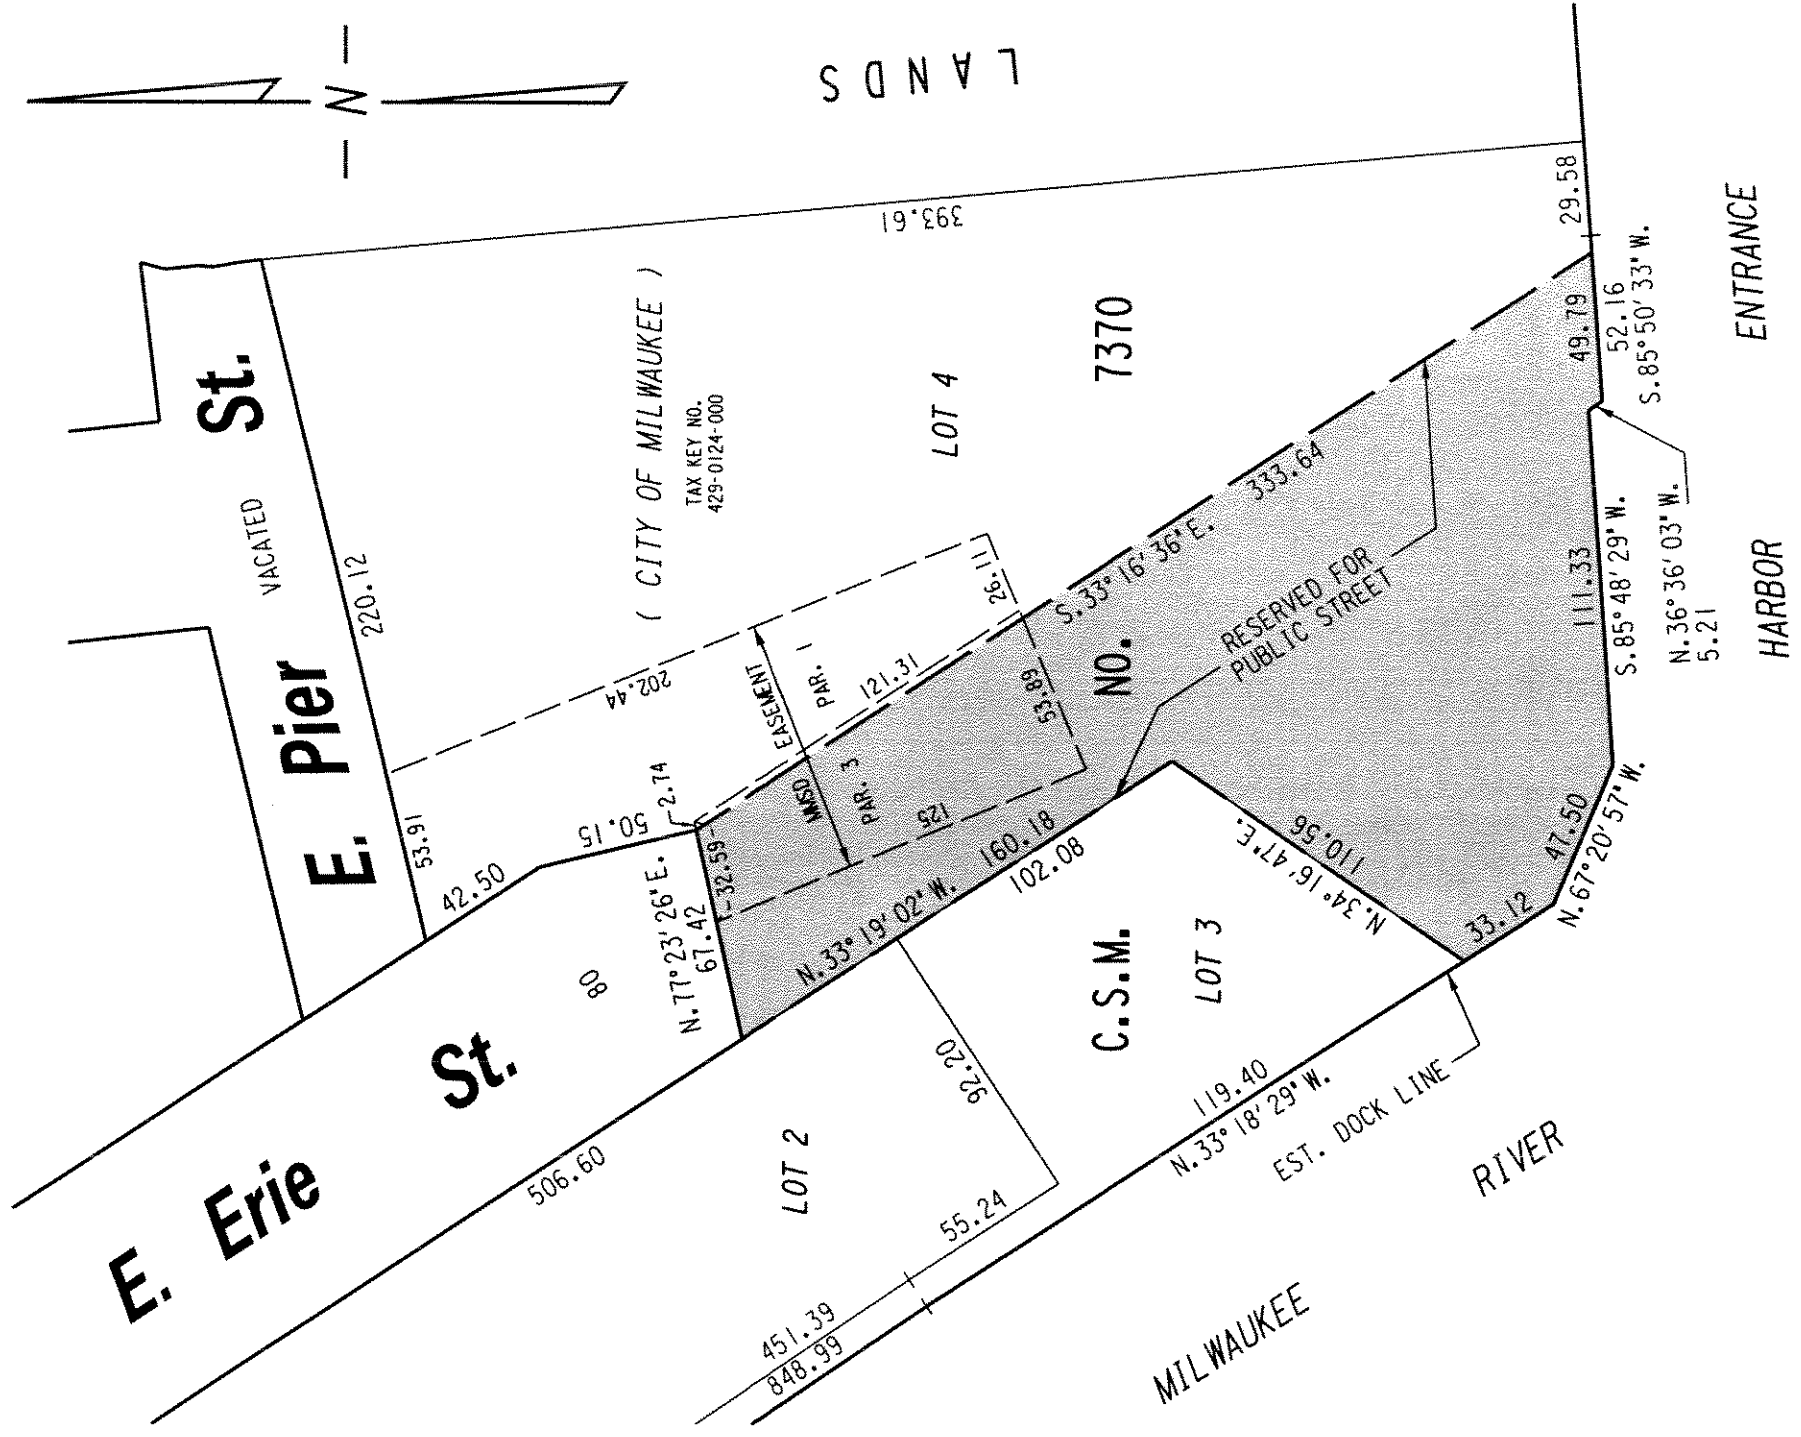 N
LANDS
393.61
29.58
E. Pier St.
VACATED
220.12
53.91
( CITY OF MILWAUKEE )
TAX KEY NO.
429-0124-000
LOT 4
7370
202.44
26.11
MMSD EASEMENT
PAR. 1
PAR. 3
121.31
2.74
50.15
42.50
32.59
125
53.89
NO.
S.33°16'36"E.
333.64
RESERVED FOR
PUBLIC STREET
49.79
52.16
S.85°50'33"W.
111.33
S.85°48'29"W.
N.36°36'03"W.
5.21
HARBOR ENTRANCE
47.50
N.67°20'57"W.
33.12
110.56
N.34°16'47"E.
160.18
N.33°19'02"W.
102.08
N.77°23'26"E.
67.42
80
E. Erie St.
506.60
LOT 2
92.20
C.S.M.
LOT 3
119.40
N.33°18'29"W.
EST. DOCK LINE
55.24
451.39
848.99
MILWAUKEE RIVER